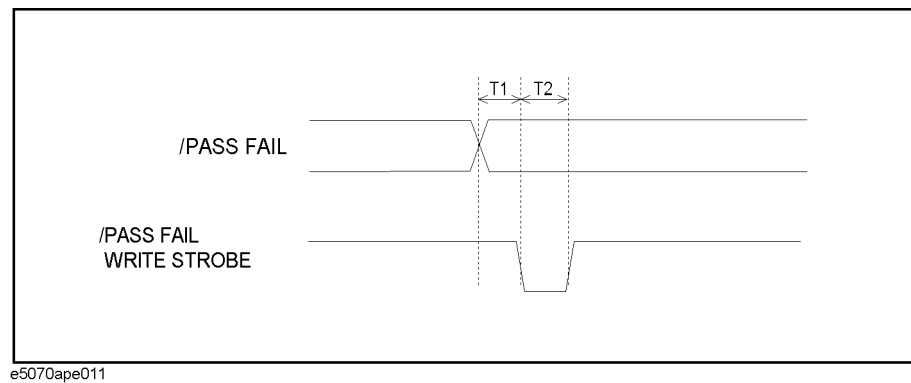 T1 T2
/PASS FAIL
/PASS FAIL
WRITE STROBE
e5070ape011